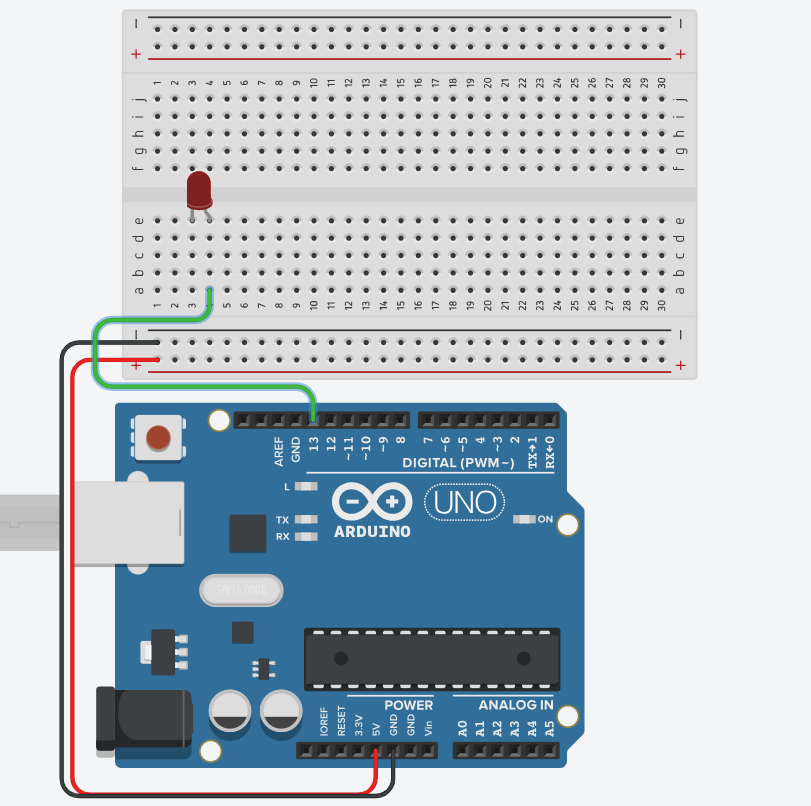 − −
+ +
1 2 3 4 5 6 7 8 9 10 11 12 13 14 15 16 17 18 19 20 21 22 23 24 25 26 27 28 29 30
j j
i i
h h
g g
f f
e e
d d
c c
b b
a a
1 2 3 4 5 6 7 8 9 10 11 12 13 14 15 16 17 18 19 20 21 22 23 24 25 26 27 28 29 30
− −
+ +
AREF GND 13 12 ~11 ~10 ~9 8 7 ~6 ~5 4 ~3 2 TX→1 RX←0
DIGITAL (PWM ~)
L
TX
RX
ARDUINO
UNO
ON
POWER ANALOG IN
IOREF RESET 3.3V 5V GND GND Vin A0 A1 A2 A3 A4 A5